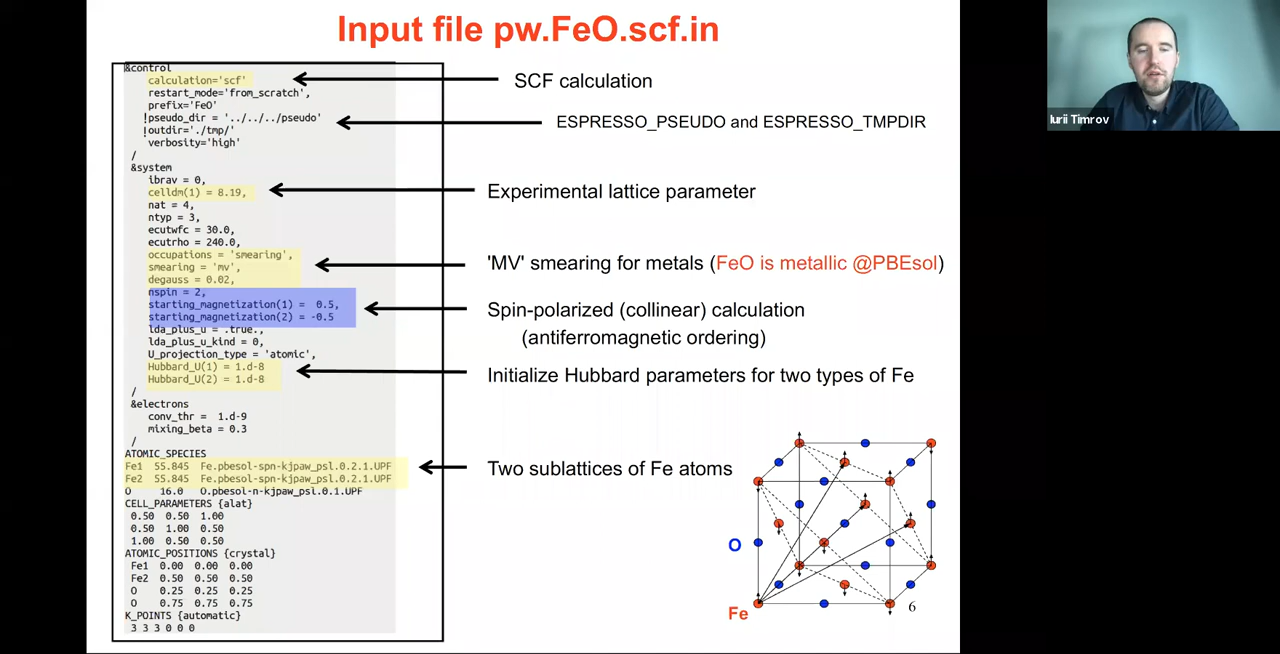 Input file pw.FeO.scf.in
&control
calculation='scf'
restart_mode='from_scratch',
prefix='FeO'
!pseudo_dir = '../../../pseudo'
!outdir='./tmp/'
verbosity='high'
/
&system
ibrav = 0,
celldm(1) = 8.19,
nat = 4,
ntyp = 3,
ecutwfc = 30.0,
ecutrho = 240.0,
occupations = 'smearing',
smearing = 'mv',
degauss = 0.02,
nspin = 2,
starting_magnetization(1) =  0.5,
starting_magnetization(2) = -0.5
lda_plus_u = .true.,
lda_plus_u_kind = 0,
U_projection_type = 'atomic',
Hubbard_U(1) = 1.d-8
Hubbard_U(2) = 1.d-8
/
&electrons
conv_thr =  1.d-9
mixing_beta = 0.3
/
ATOMIC_SPECIES
Fe1  55.845  Fe.pbesol-spn-kjpaw_psl.0.2.1.UPF
Fe2  55.845  Fe.pbesol-spn-kjpaw_psl.0.2.1.UPF
O    16.0  O.pbesol-n-kjpaw_psl.0.1.UPF
CELL_PARAMETERS {alat}
0.50  0.50  1.00
0.50  1.00  0.50
1.00  0.50  0.50
ATOMIC_POSITIONS {crystal}
Fe1  0.00  0.00  0.00
Fe2  0.50  0.50  0.50
O    0.25  0.25  0.25
O    0.75  0.75  0.75
K_POINTS {automatic}
3 3 3 0 0 0
SCF calculation
ESPRESSO_PSEUDO and ESPRESSO_TMPDIR
Experimental lattice parameter
'MV' smearing for metals (FeO is metallic @PBEsol)
Spin-polarized (collinear) calculation
(antiferromagnetic ordering)
Initialize Hubbard parameters for two types of Fe
Two sublattices of Fe atoms
O
Fe
6
Iurii Timrov